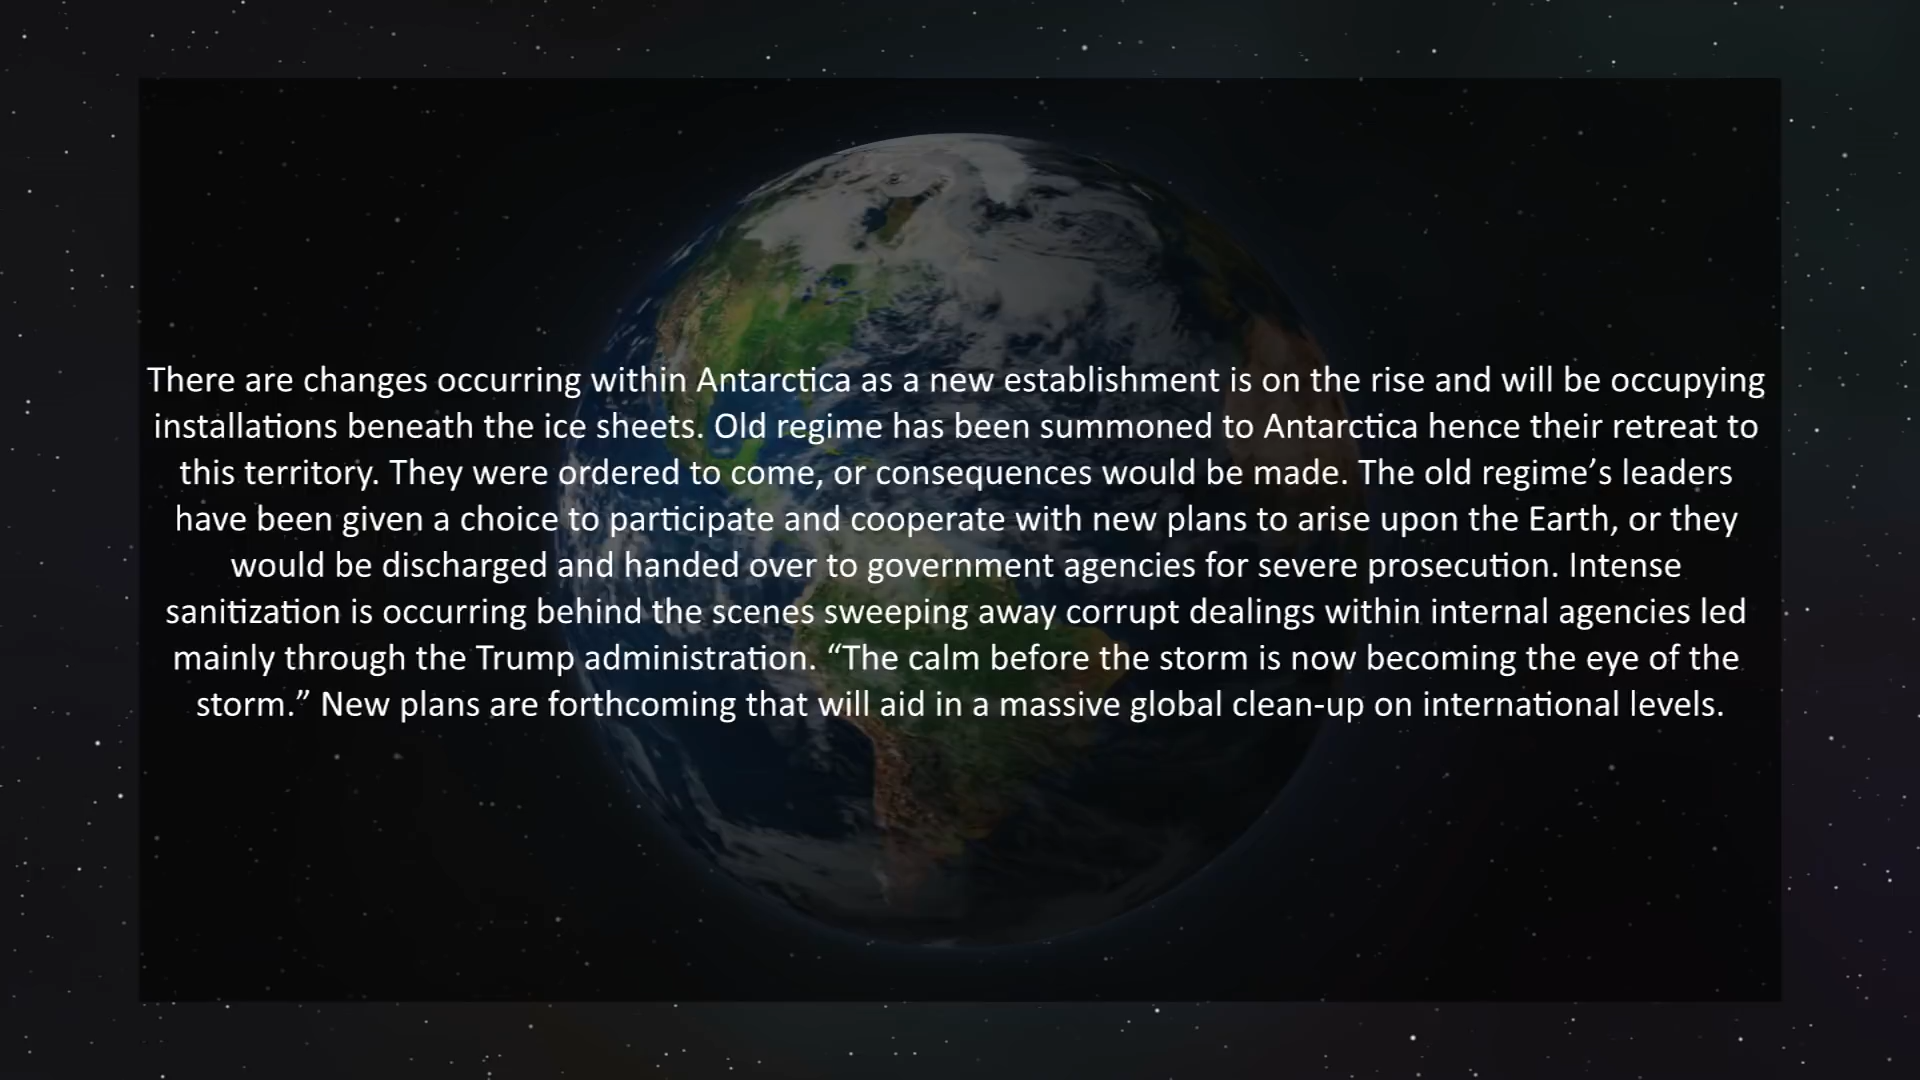 There are changes occurring within Antarctica as a new establishment is on the rise and will be occupying
installations beneath the ice sheets. Old regime has been summoned to Antarctica hence their retreat to
this territory. They were ordered to come, or consequences would be made. The old regime’s leaders
have been given a choice to participate and cooperate with new plans to arise upon the Earth, or they
would be discharged and handed over to government agencies for severe prosecution. Intense
sanitization is occurring behind the scenes sweeping away corrupt dealings within internal agencies led
mainly through the Trump administration. “The calm before the storm is now becoming the eye of the
storm.” New plans are forthcoming that will aid in a massive global clean-up on international levels.